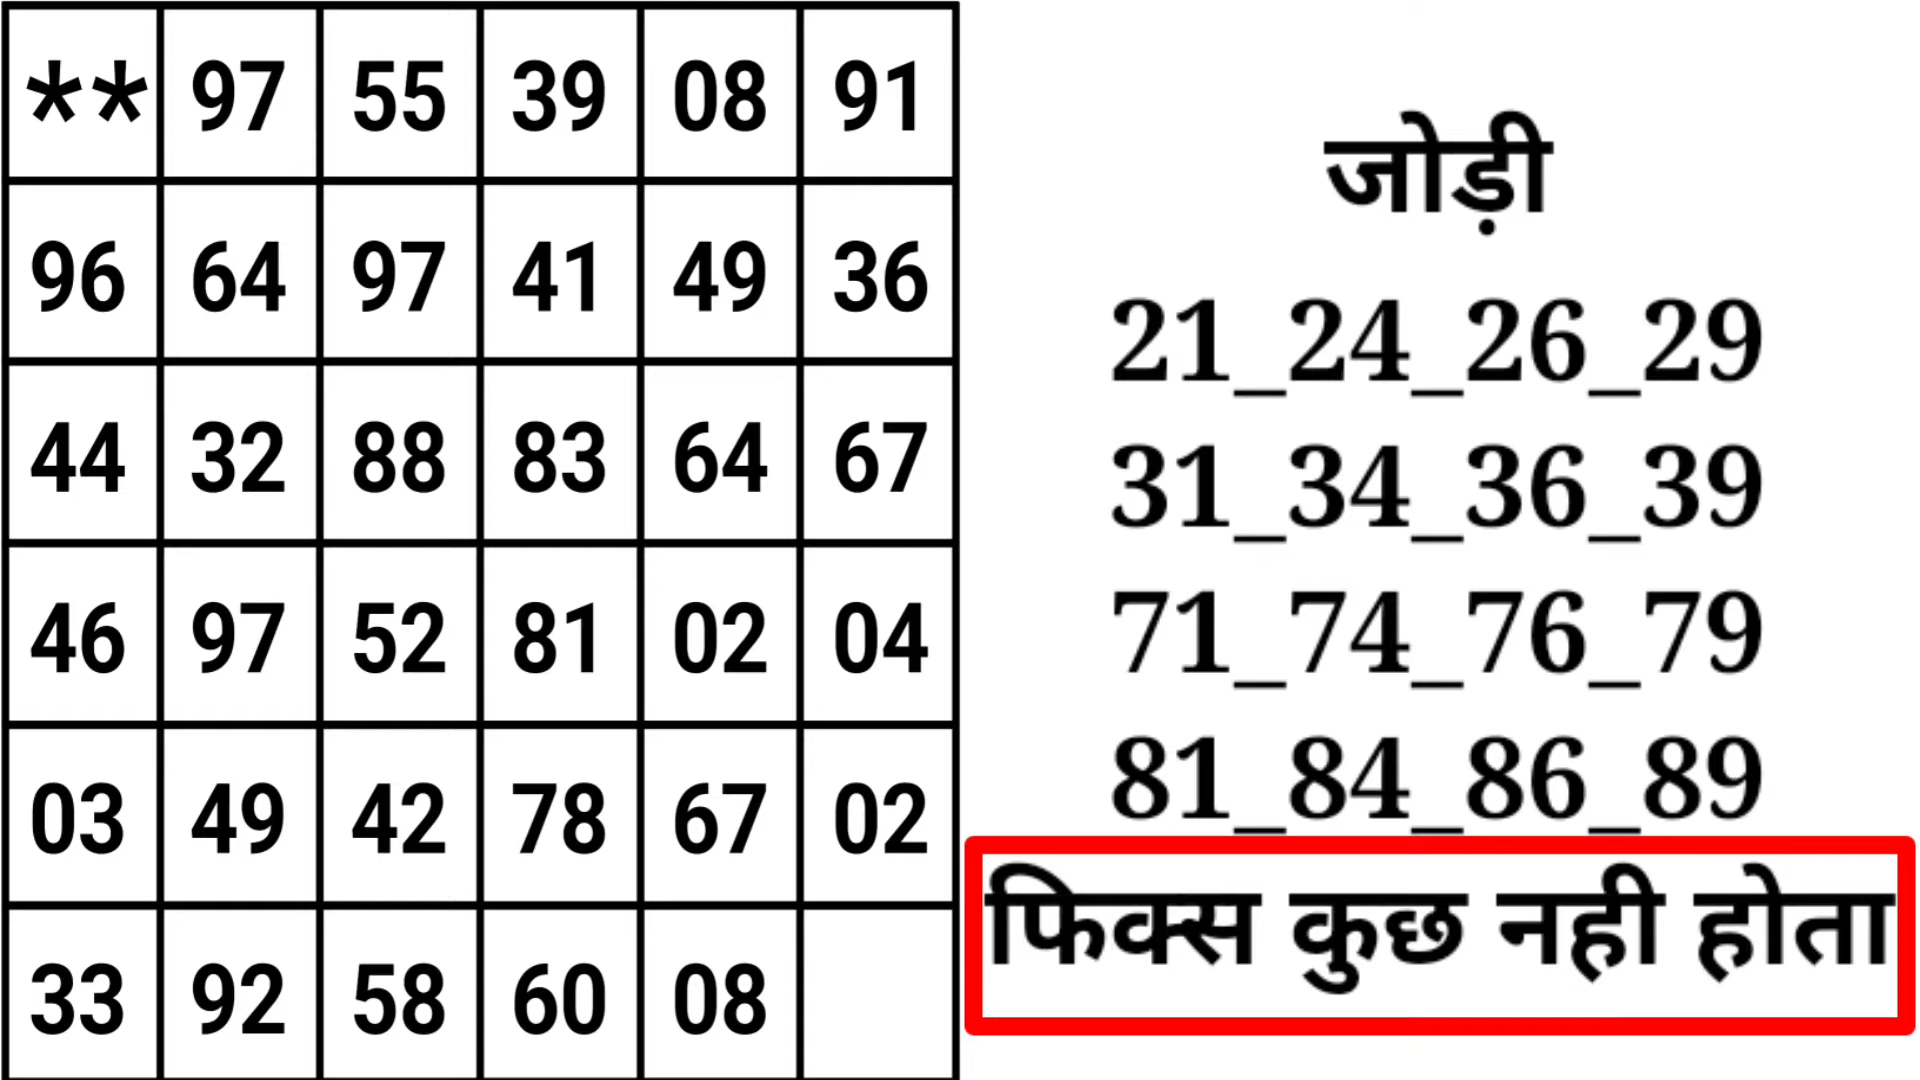 ** 97 55 39 08 91
96 64 97 41 49 36
44 32 88 83 64 67
46 97 52 81 02 04
03 49 42 78 67 02
33 92 58 60 08
जोड़ी
21_24_26_29
31_34_36_39
71_74_76_79
81_84_86_89
फिक्स कुछ नही होता